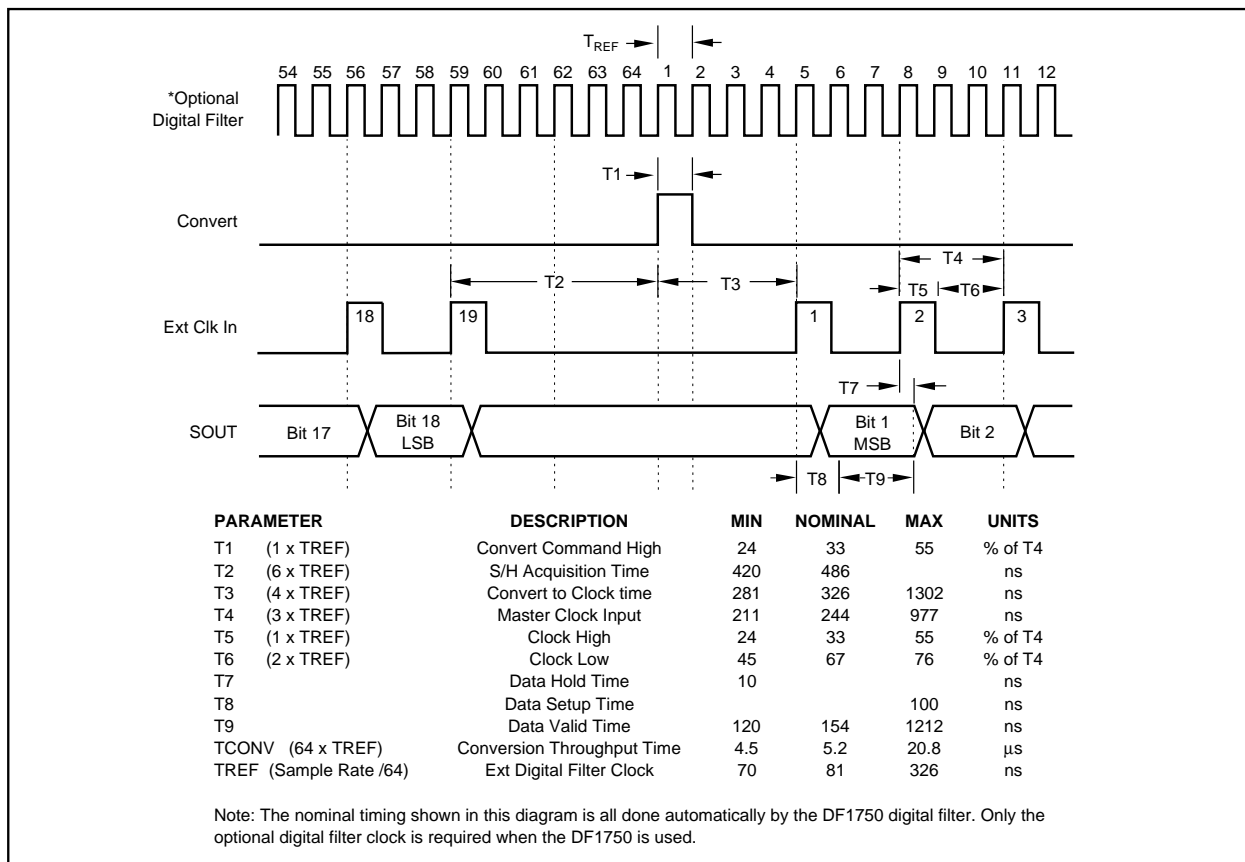 TREF
54 55 56 57 58 59 60 61 62 63 64 1 2 3 4 5 6 7 8 9 10 11 12
*Optional
Digital Filter
T1
Convert
T4
T2 T3 T5 T6
Ext Clk In 18 19 1 2 3
T7
SOUT Bit 17 Bit 18 LSB Bit 1 MSB Bit 2
T8 T9
PARAMETER DESCRIPTION MIN NOMINAL MAX UNITS
T1 (1 x TREF) Convert Command High 24 33 55 % of T4
T2 (6 x TREF) S/H Acquisition Time 420 486 ns
T3 (4 x TREF) Convert to Clock time 281 326 1302 ns
T4 (3 x TREF) Master Clock Input 211 244 977 ns
T5 (1 x TREF) Clock High 24 33 55 % of T4
T6 (2 x TREF) Clock Low 45 67 76 % of T4
T7 Data Hold Time 10 ns
T8 Data Setup Time 100 ns
T9 Data Valid Time 120 154 1212 ns
TCONV (64 x TREF) Conversion Throughput Time 4.5 5.2 20.8 µs
TREF (Sample Rate /64) Ext Digital Filter Clock 70 81 326 ns
Note: The nominal timing shown in this diagram is all done automatically by the DF1750 digital filter. Only the
optional digital filter clock is required when the DF1750 is used.